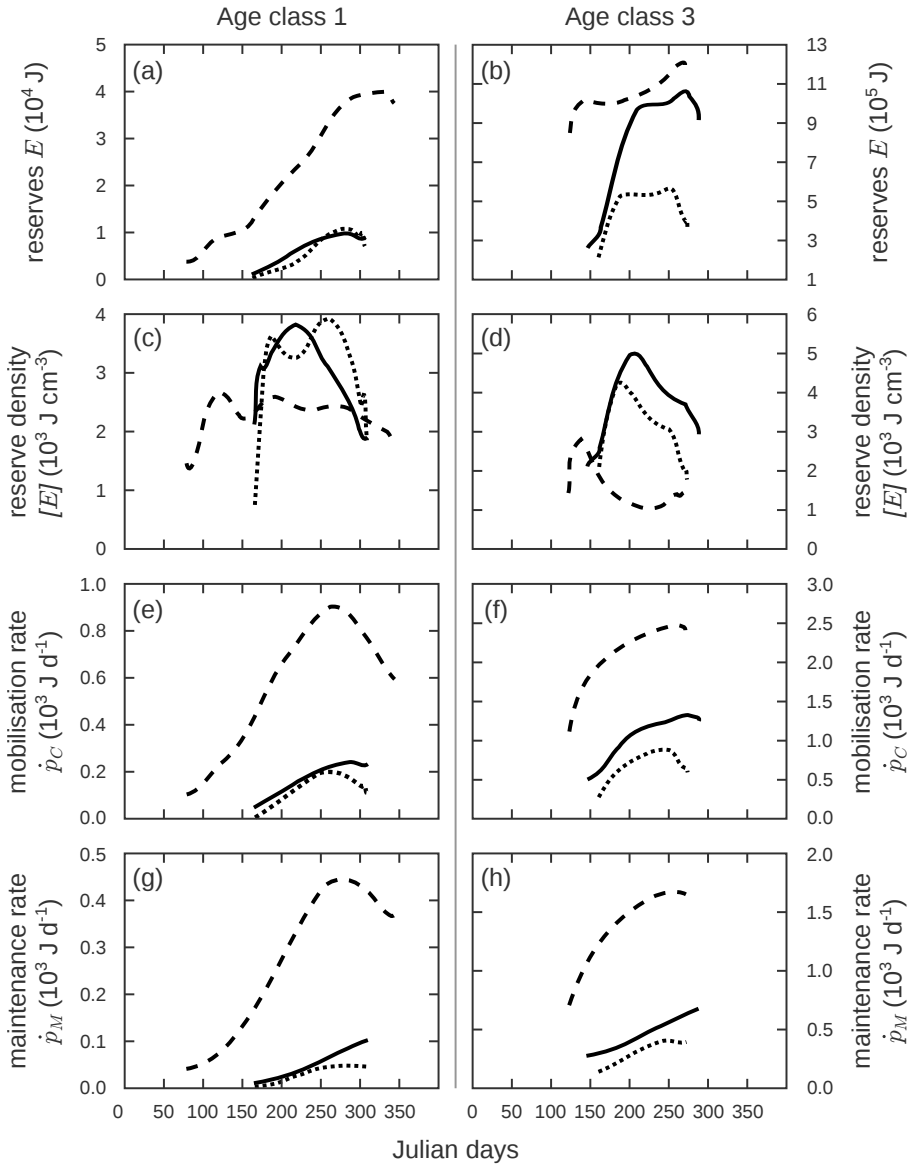 Age class 1
Age class 3
reserves E (10⁴ J)
5
4
3
2
1
0
(a)
(b)
13
11
9
7
5
3
1
reserves E (10⁵ J)
reserve density
[E] (10³ J cm⁻³)
4
3
2
1
0
(c)
(d)
6
5
4
3
2
1
0
reserve density
[E] (10³ J cm⁻³)
mobilisation rate
ṗ_C (10³ J d⁻¹)
1.0
0.8
0.6
0.4
0.2
0.0
(e)
(f)
3.0
2.5
2.0
1.5
1.0
0.5
0.0
mobilisation rate
ṗ_C (10³ J d⁻¹)
maintenance rate
ṗ_M (10³ J d⁻¹)
0.5
0.4
0.3
0.2
0.1
0.0
(g)
(h)
2.0
1.5
1.0
0.5
0.0
maintenance rate
ṗ_M (10³ J d⁻¹)
0 50 100 150 200 250 300 350
0 50 100 150 200 250 300 350
Julian days